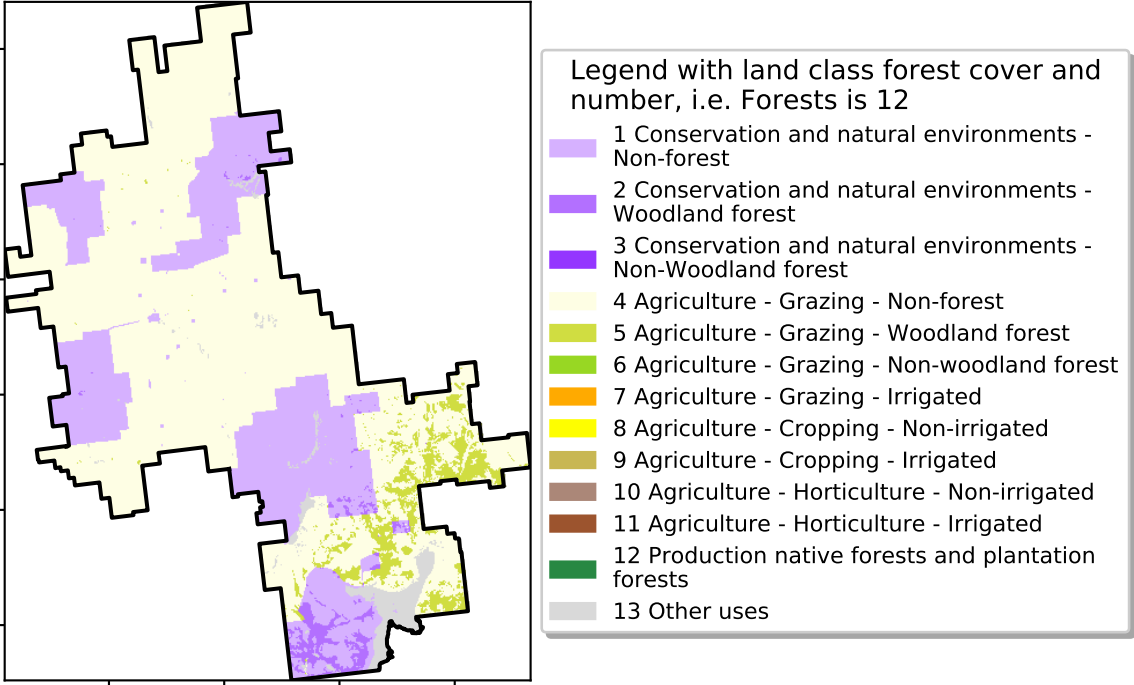 Legend with land class forest cover and
number, i.e. Forests is 12
1 Conservation and natural environments -
Non-forest
2 Conservation and natural environments -
Woodland forest
3 Conservation and natural environments -
Non-Woodland forest
4 Agriculture - Grazing - Non-forest
5 Agriculture - Grazing - Woodland forest
6 Agriculture - Grazing - Non-woodland forest
7 Agriculture - Grazing - Irrigated
8 Agriculture - Cropping - Non-irrigated
9 Agriculture - Cropping - Irrigated
10 Agriculture - Horticulture - Non-irrigated
11 Agriculture - Horticulture - Irrigated
12 Production native forests and plantation
forests
13 Other uses